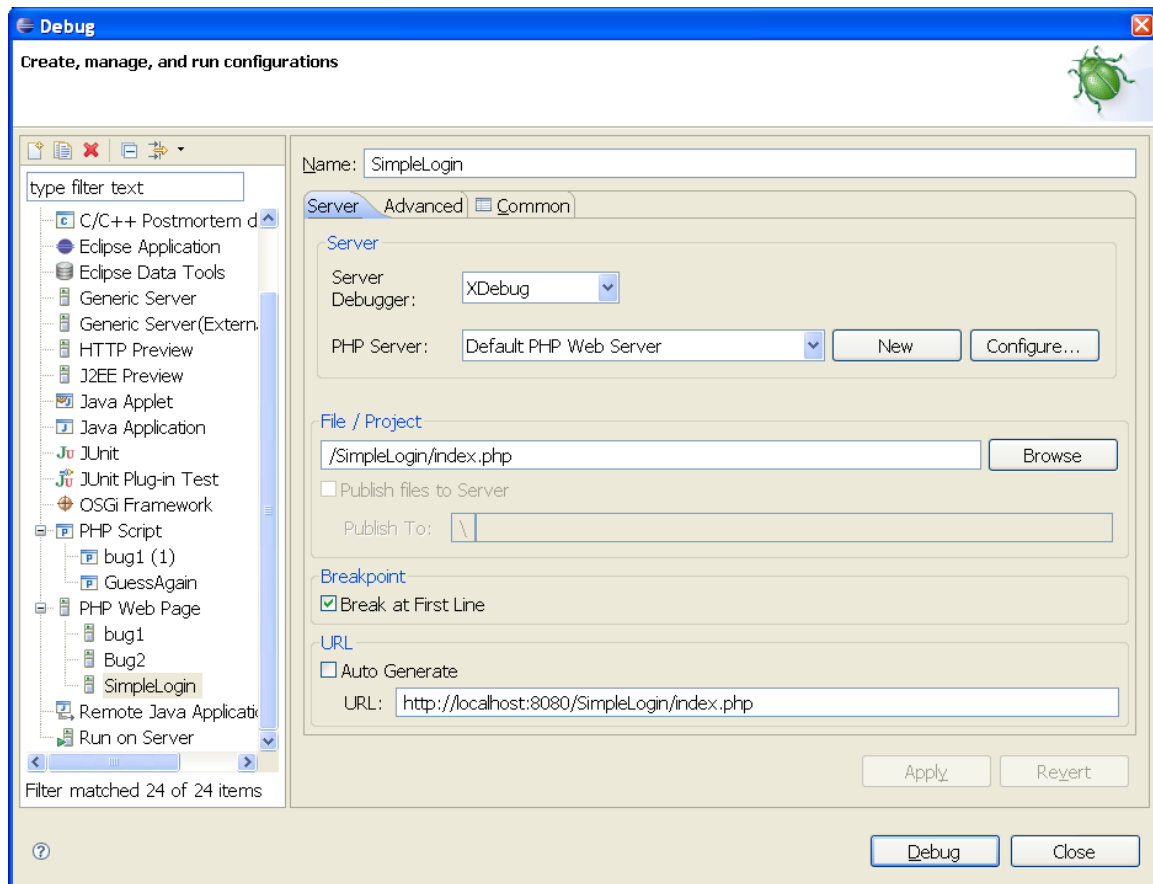 Debug
Create, manage, and run configurations
type filter text
C/C++ Postmortem d
Eclipse Application
Eclipse Data Tools
Generic Server
Generic Server(Extern
HTTP Preview
J2EE Preview
Java Applet
Java Application
JUnit
JUnit Plug-in Test
OSGi Framework
PHP Script
bug1 (1)
GuessAgain
PHP Web Page
bug1
Bug2
SimpleLogin
Remote Java Applicati
Run on Server
Filter matched 24 of 24 items
Name: SimpleLogin
Server Advanced Common
Server
Server
Debugger:
XDebug
PHP Server: Default PHP Web Server New Configure...
File / Project
/SimpleLogin/index.php Browse
Publish files to Server
Publish To: \
Breakpoint
Break at First Line
URL
Auto Generate
URL: http://localhost:8080/SimpleLogin/index.php
Apply Revert
? Debug Close